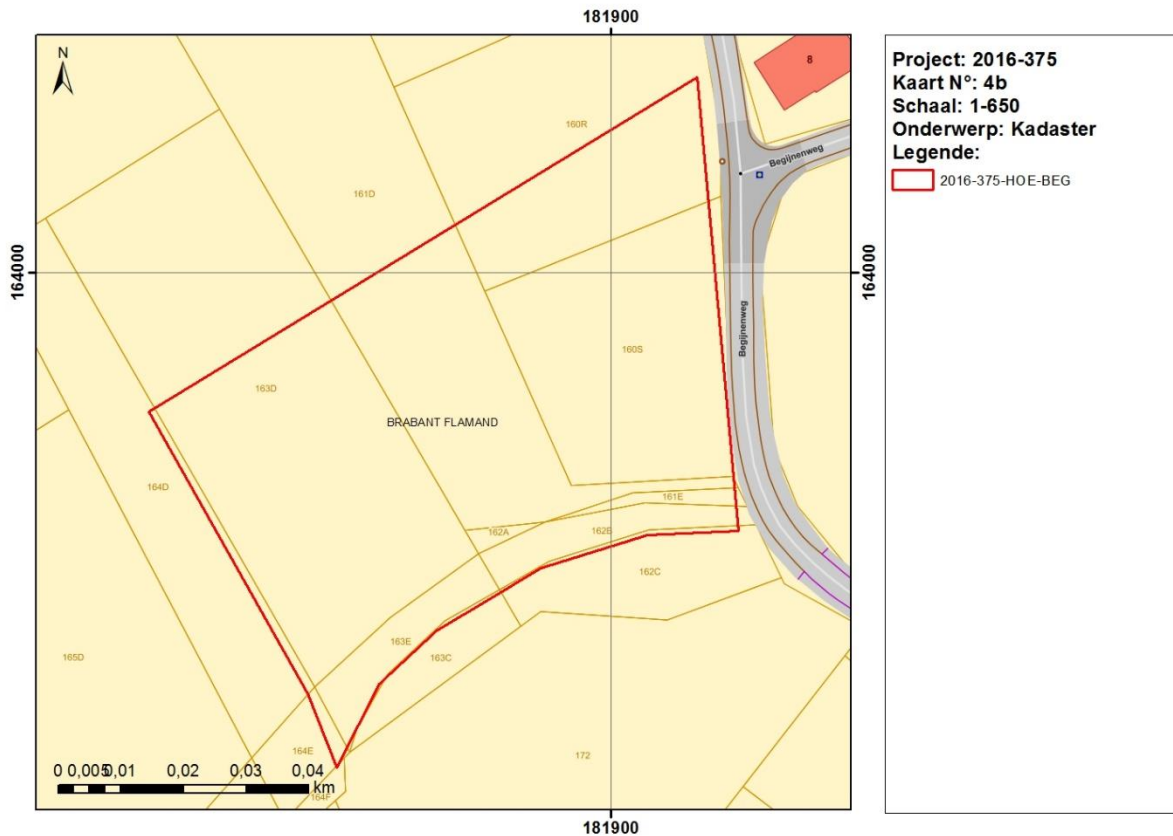 181900
N
8
160R
Begijnenweg
161D
164000
164000
160S
Begijnenweg
163D
BRABANT FLAMAND
164D
161E
162A
162B
162C
163E
163C
165D
164E
172
0 0,005 0,01 0,02 0,03 0,04
km
164F
181900
Project: 2016-375
Kaart N°: 4b
Schaal: 1-650
Onderwerp: Kadaster
Legende:
2016-375-HOE-BEG